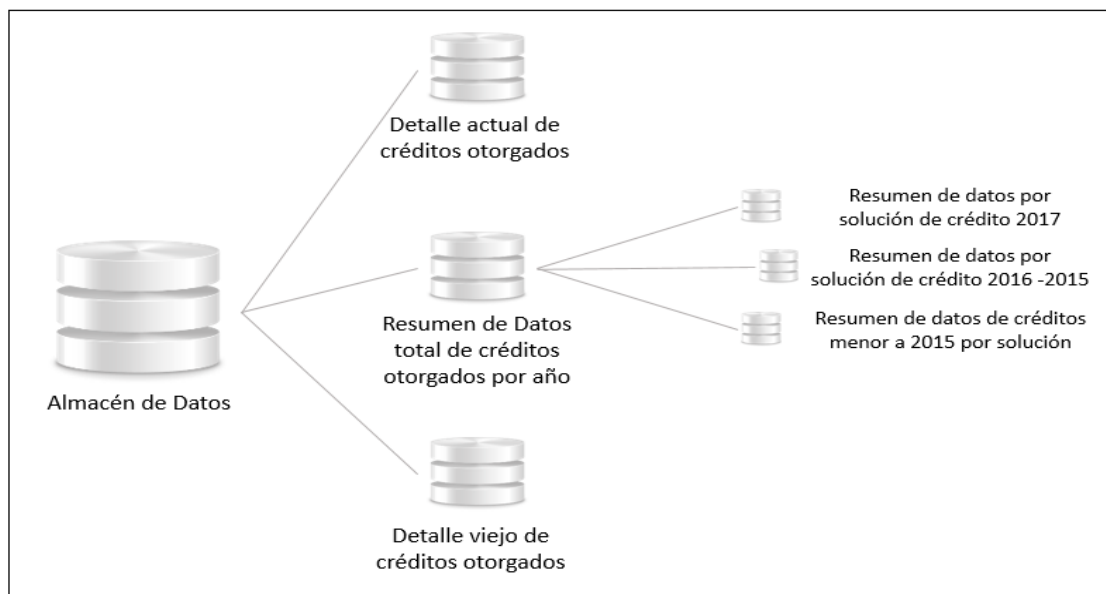 Detalle actual de
créditos otorgados
Resumen de datos por
solución de crédito 2017
Resumen de datos por
solución de crédito 2016 -2015
Resumen de datos de créditos
menor a 2015 por solución
Resumen de Datos
total de créditos
otorgados por año
Almacén de Datos
Detalle viejo de
créditos otorgados